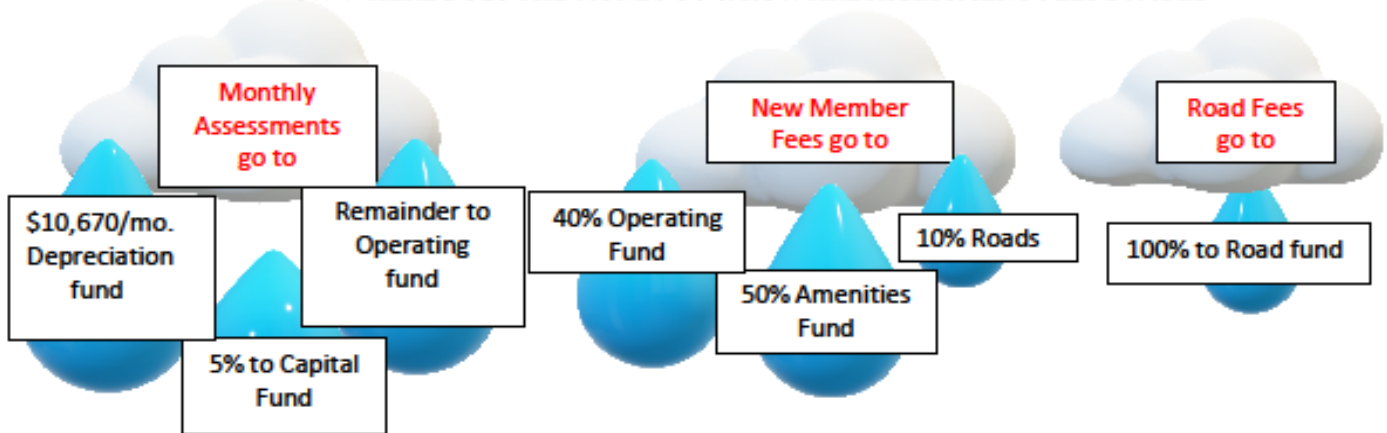 Monthly
Assessments
go to
$10,670/mo.
Depreciation
fund
5% to Capital
Fund
Remainder to
Operating
fund
New Member
Fees go to
40% Operating
Fund
50% Amenities
Fund
10% Roads
Road Fees
go to
100% to Road fund